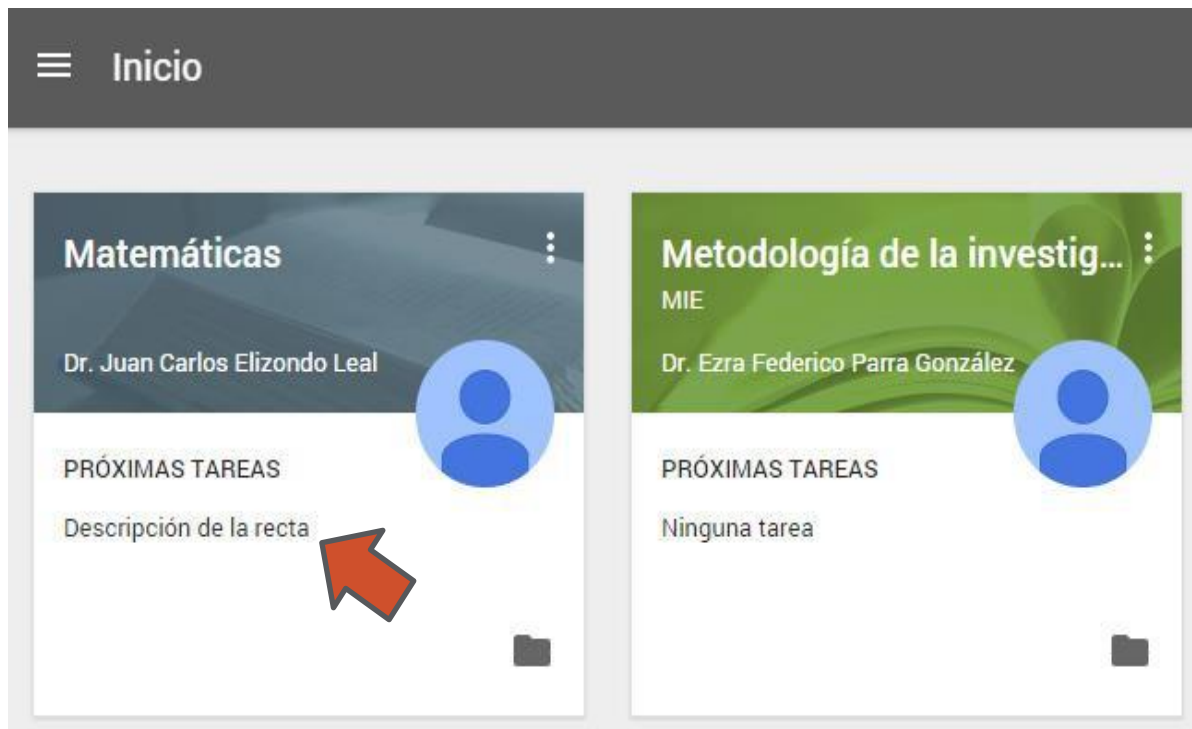 Inicio
Matemáticas
Dr. Juan Carlos Elizondo Leal
PRÓXIMAS TAREAS
Descripción de la recta
Metodología de la investig...
MIE
Dr. Ezra Federico Parra González
PRÓXIMAS TAREAS
Ninguna tarea